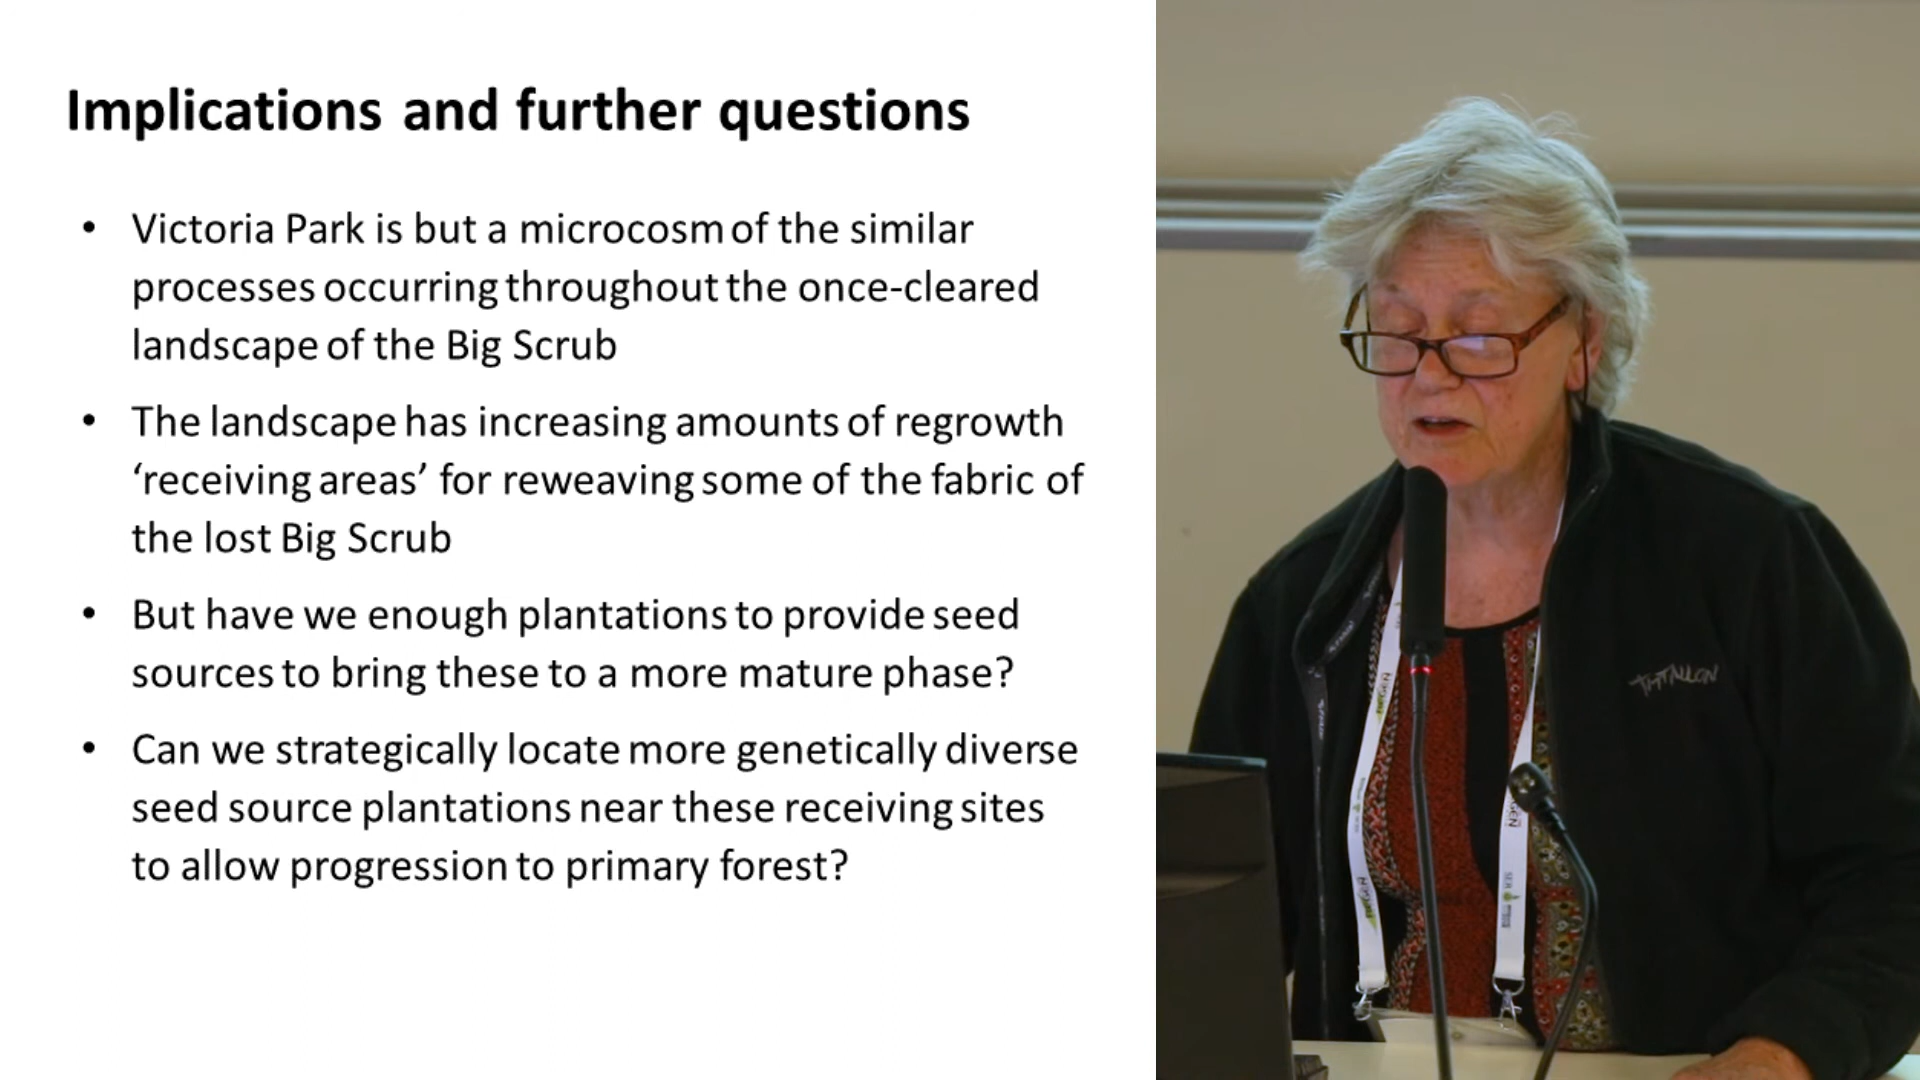 Implications and further questions
• Victoria Park is but a microcosm of the similar
processes occurring throughout the once-cleared
landscape of the Big Scrub
• The landscape has increasing amounts of regrowth
‘receiving areas’ for reweaving some of the fabric of
the lost Big Scrub
• But have we enough plantations to provide seed
sources to bring these to a more mature phase?
• Can we strategically locate more genetically diverse
seed source plantations near these receiving sites
to allow progression to primary forest?